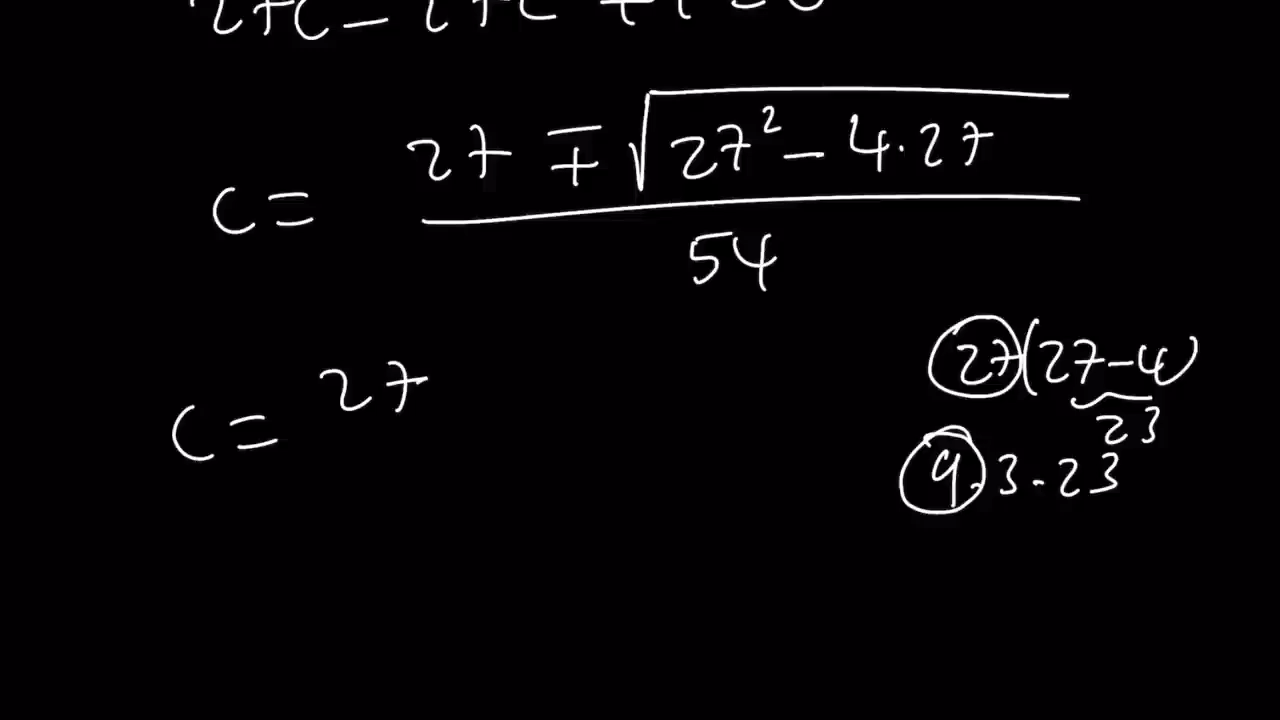 c = 27 ∓ √(27² − 4·27) / 54
27(27−4)
23
c = 27
9·3·23